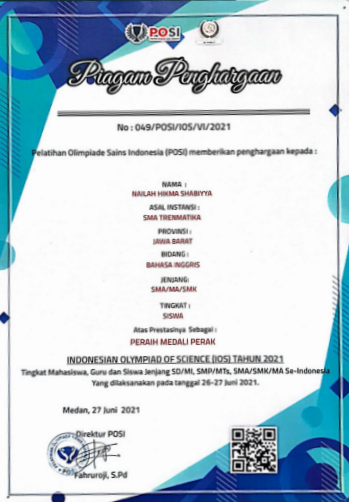 POSI
Piagam Penghargaan
No : 049/POSI/IOS/VI/2021
Pelatihan Olimpiade Sains Indonesia (POSI) memberikan penghargaan kepada :
NAMA :
NAILAH HIKMA SHABIYYA
ASAL INSTANSI :
SMA TRENMATIKA
PROVINSI :
JAWA BARAT
BIDANG :
BAHASA INGGRIS
JENJANG:
SMA/MA/SMK
TINGKAT :
SISWA
Atas Prestasinya Sebagai :
PERAIH MEDALI PERAK
INDONESIAN OLYMPIAD OF SCIENCE (IOS) TAHUN 2021
Tingkat Mahasiswa, Guru dan Siswa Jenjang SD/MI, SMP/MTs, SMA/SMK/MA Se-Indonesia
Yang dilaksanakan pada tanggal 26-27 Juni 2021.
Medan, 27 Juni 2021
Direktur POSI
Fahruroji, S.Pd